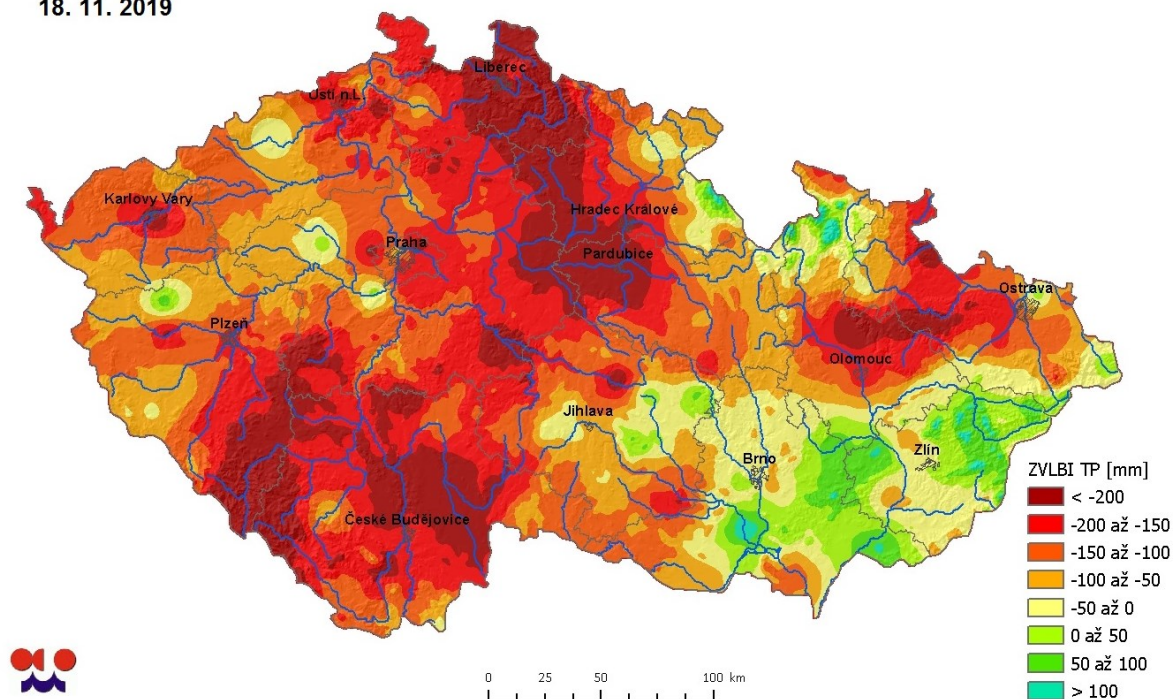 18. 11. 2019
Liberec
Ústí n.L.
Karlovy Vary
Hradec Králové
Praha
Pardubice
Ostrava
Plzeň
Olomouc
Jihlava
Zlín
Brno
České Budějovice
ZVLBI TP [mm]
< -200
-200 až -150
-150 až -100
-100 až -50
-50 až 0
0 až 50
50 až 100
> 100
0 25 50 100 km